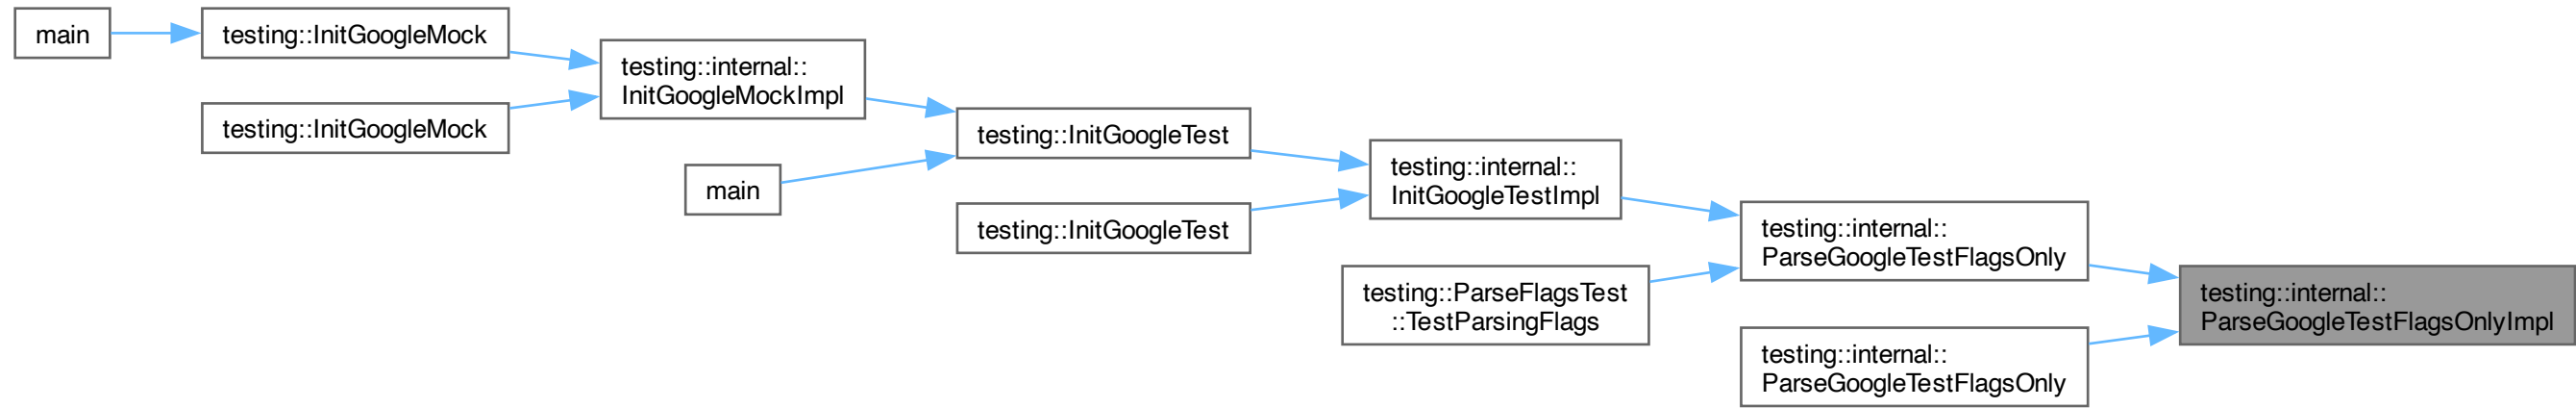 main
testing::InitGoogleMock
testing::InitGoogleMock
testing::internal::
InitGoogleMockImpl
main
testing::InitGoogleTest
testing::InitGoogleTest
testing::internal::
InitGoogleTestImpl
testing::ParseFlagsTest
::TestParsingFlags
testing::internal::
ParseGoogleTestFlagsOnly
testing::internal::
ParseGoogleTestFlagsOnly
testing::internal::
ParseGoogleTestFlagsOnlyImpl